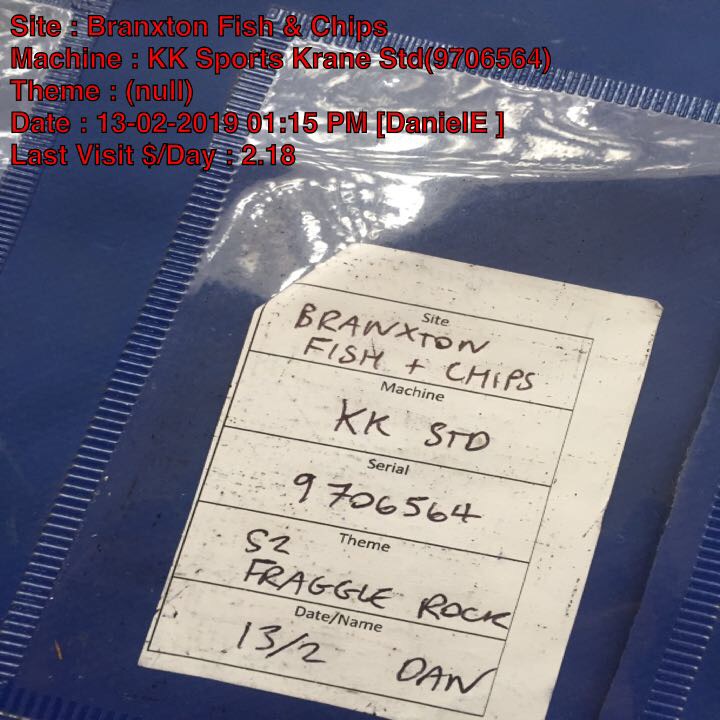 Site : Branxton Fish & Chips
Machine : KK Sports Krane Std(9706564)
Theme : (null)
Date : 13-02-2019 01:15 PM [DanielE ]
Last Visit $/Day : 2.18
Site
BRANXTON
FISH + CHIPS
Machine
KK STD
Serial
9706564
Theme
S2
FRAGGLE ROCK
Date/Name
13/2 DAN